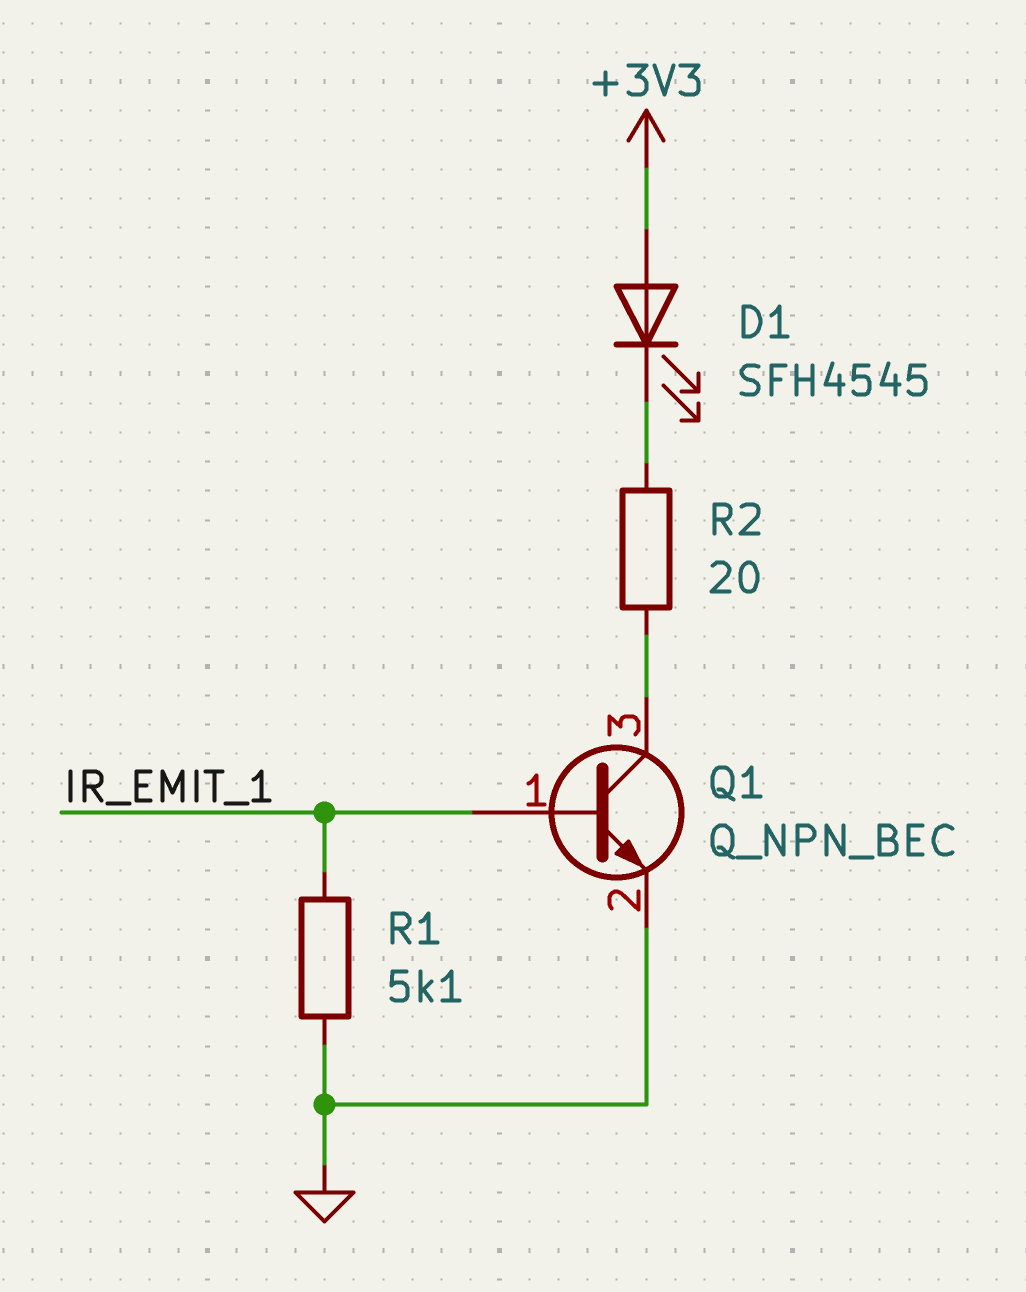 +3V3
D1
SFH4545
R2
20
3
IR_EMIT_1
1
Q1
Q_NPN_BEC
2
R1
5k1